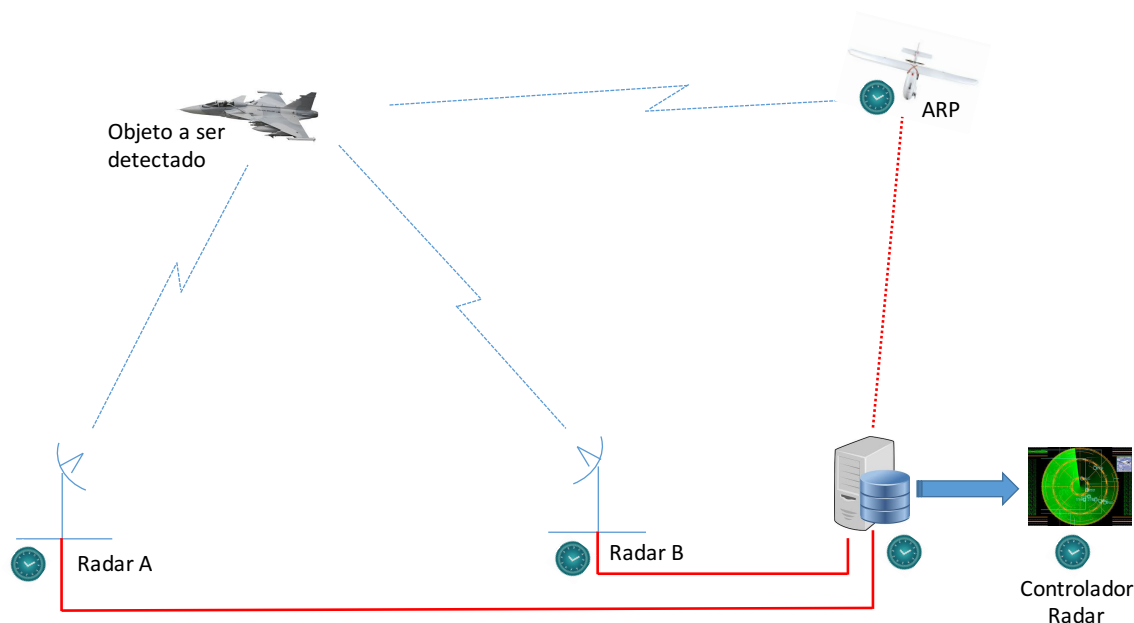 Objeto a ser
detectado
ARP
Radar A
Radar B
Controlador
Radar